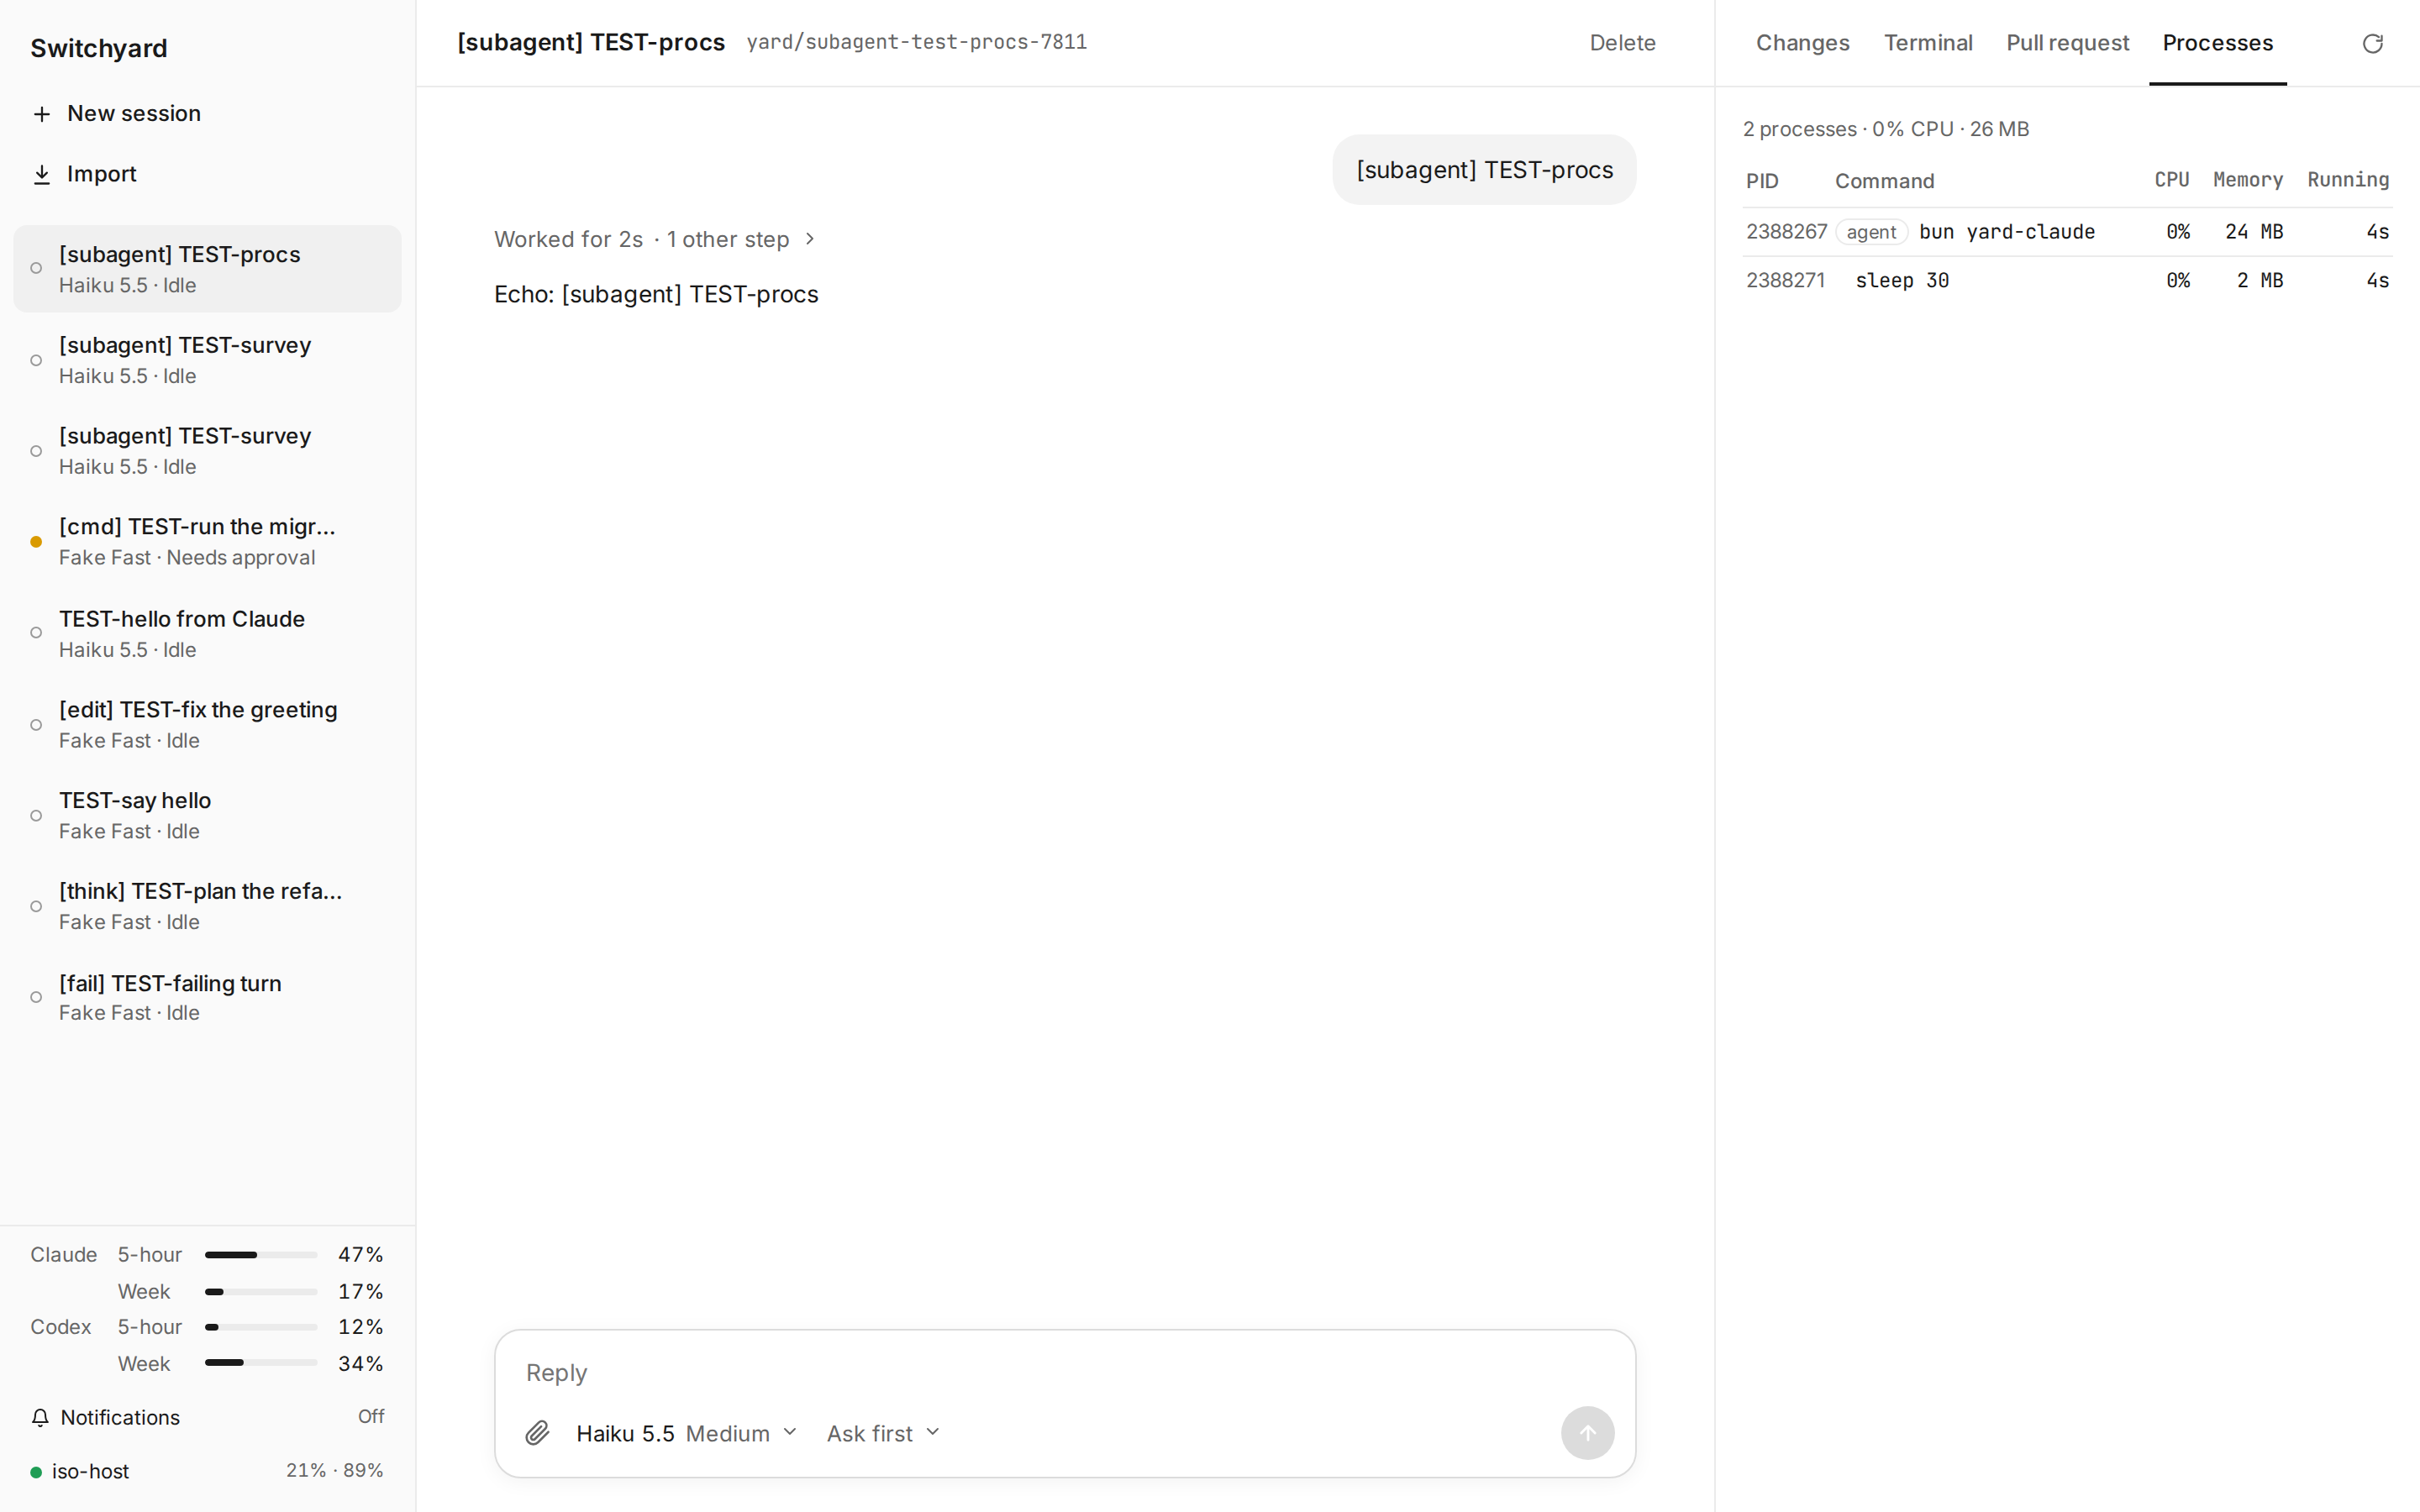 Switchyard
New session
Import
[subagent] TEST-procs
Haiku 5.5 · Idle
[subagent] TEST-survey
Haiku 5.5 · Idle
[subagent] TEST-survey
Haiku 5.5 · Idle
[cmd] TEST-run the migr...
Fake Fast · Needs approval
TEST-hello from Claude
Haiku 5.5 · Idle
[edit] TEST-fix the greeting
Fake Fast · Idle
TEST-say hello
Fake Fast · Idle
[think] TEST-plan the refa...
Fake Fast · Idle
[fail] TEST-failing turn
Fake Fast · Idle
Claude 5-hour 47%
Week 17%
Codex 5-hour 12%
Week 34%
Notifications Off
iso-host 21% · 89%
[subagent] TEST-procs yard/subagent-test-procs-7811 Delete
[subagent] TEST-procs
Worked for 2s · 1 other step
Echo: [subagent] TEST-procs
Reply
Haiku 5.5 Medium Ask first
Changes Terminal Pull request Processes
2 processes · 0% CPU · 26 MB
PID Command CPU Memory Running
2388267 agent bun yard-claude 0% 24 MB 4s
2388271 sleep 30 0% 2 MB 4s